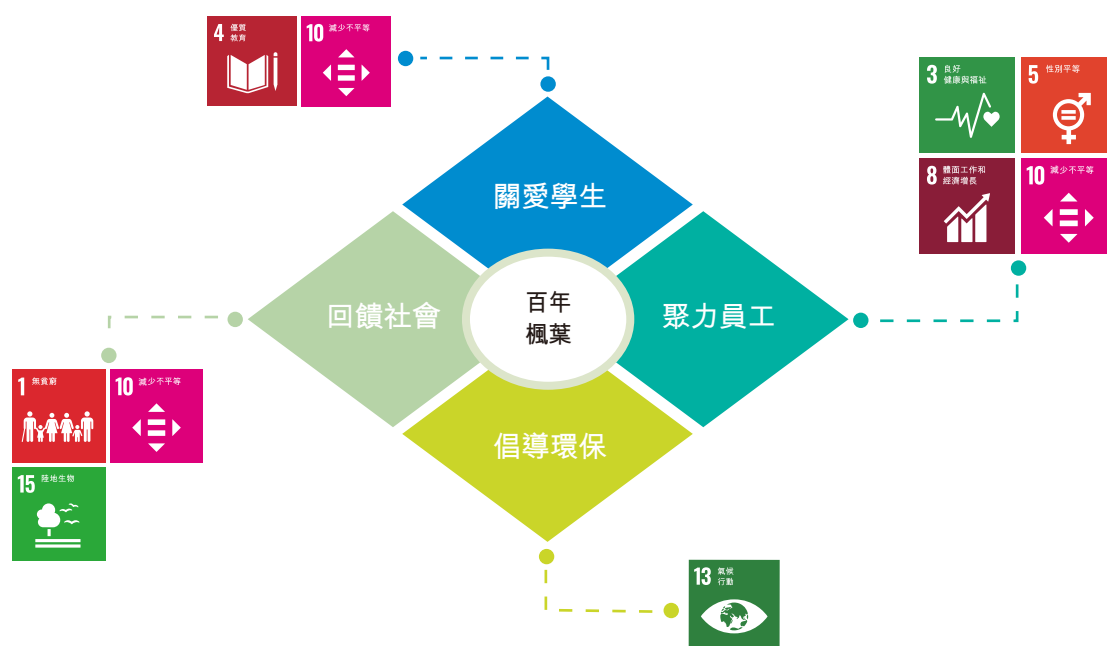 4 優質
教育
10 減少不平等
3 良好
健康與福祉
5 性別平等
8 體面工作和
經濟增長
10 減少不平等
關愛學生
回饋社會
百年
楓葉
聚力員工
倡導環保
1 無貧窮
10 減少不平等
15 陸地生物
13 氣候
行動